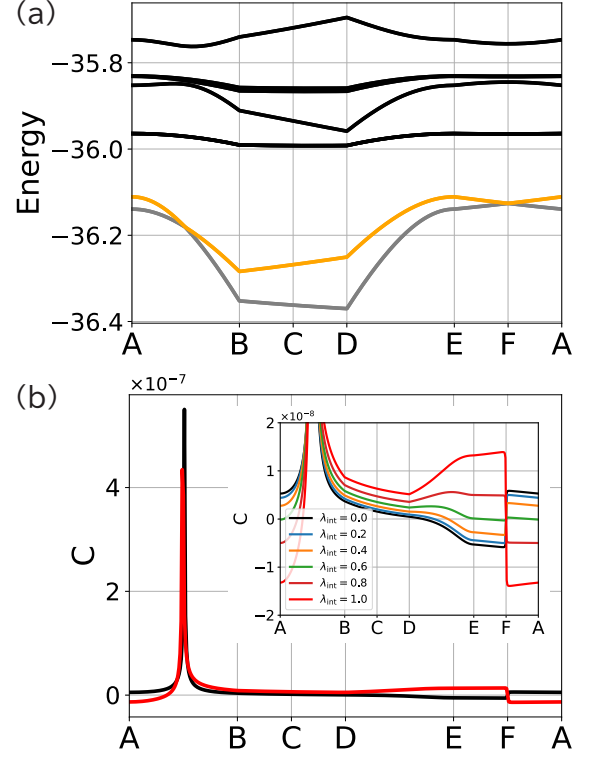 (a)
−35.8
−36.0
−36.2
−36.4
Energy
A B C D E F A
(b)
×10⁻⁷
4
2
0
C
A B C D E F A
×10⁻⁸
2
1
0
−1
−2
C
λint = 0.0
λint = 0.2
λint = 0.4
λint = 0.6
λint = 0.8
λint = 1.0
A B C D E F A